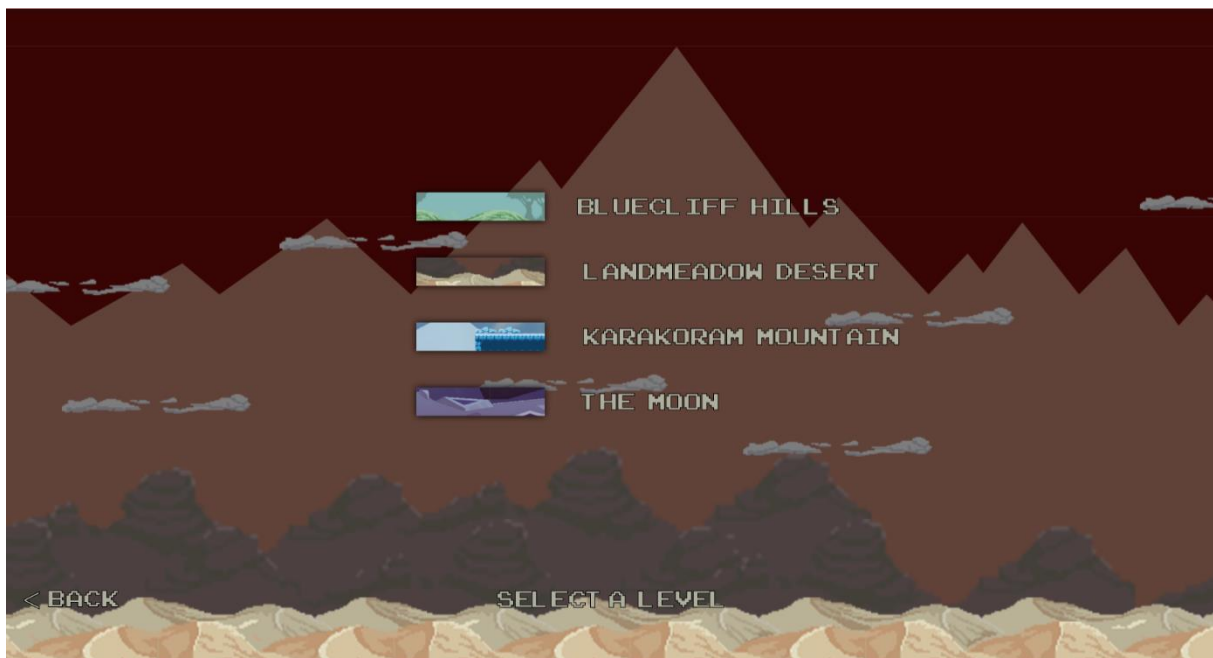 BLUECLIFF HILLS
LANDMEADOW DESERT
KARAKORAM MOUNTAIN
THE MOON
< BACK
SELECT A LEVEL